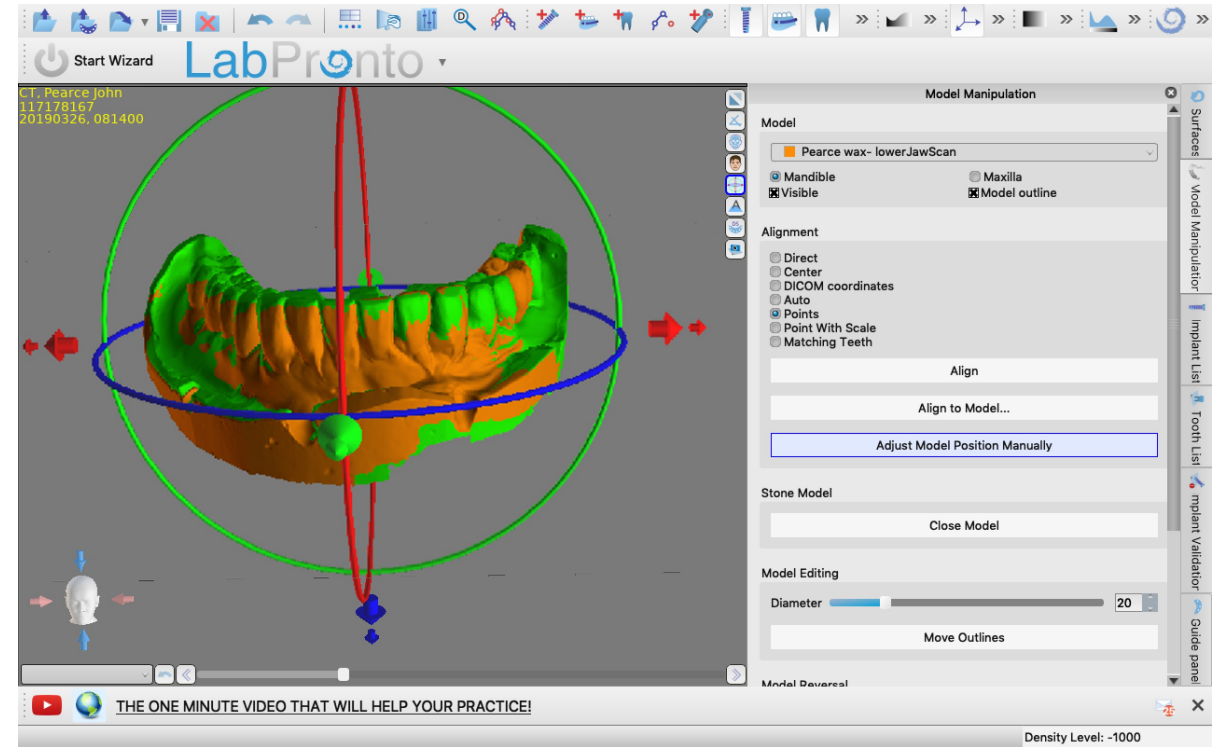 Start Wizard
LabPronto
CT, Pearce John
117178167
20190326, 081400
Model Manipulation
Model
Pearce wax- lowerJawScan
Mandible
Maxilla
Visible
Model outline
Alignment
Direct
Center
DICOM coordinates
Auto
Points
Point With Scale
Matching Teeth
Align
Align to Model...
Adjust Model Position Manually
Stone Model
Close Model
Model Editing
Diameter
20
Move Outlines
Model Reversal
Surfaces
Model Manipulation
Implant List
Tooth List
mplant Validation
Guide panel
THE ONE MINUTE VIDEO THAT WILL HELP YOUR PRACTICE!
Density Level: -1000